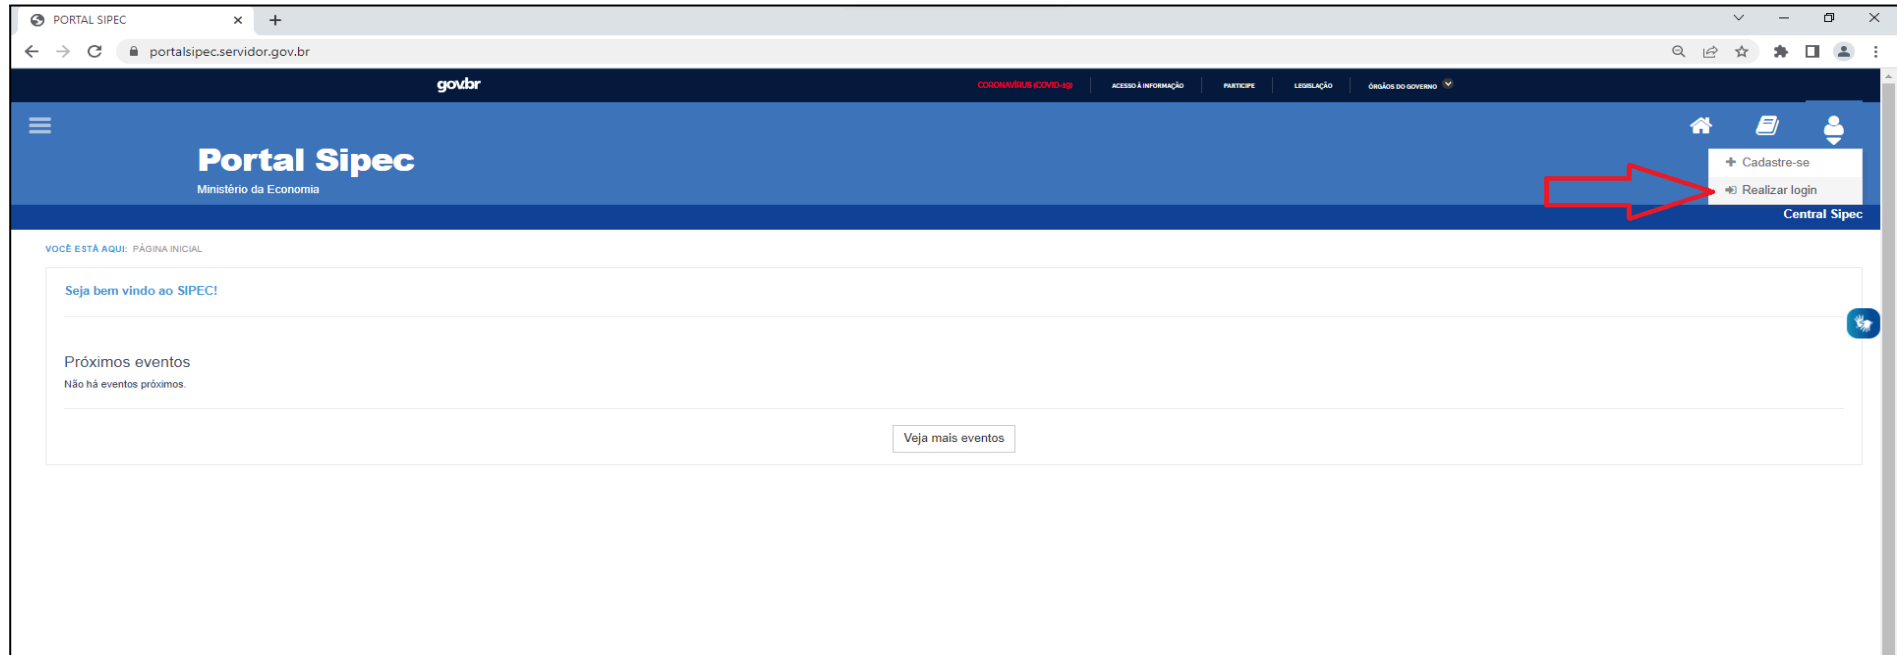 PORTAL SIPEC
portalsipec.servidor.gov.br
gov.br
CORONAVÍRUS (COVID-19)
ACESSO À INFORMAÇÃO
PARTICIPE
LEGISLAÇÃO
ÓRGÃOS DO GOVERNO
Portal Sipec
Ministério da Economia
Cadastre-se
Realizar login
Central Sipec
VOCÊ ESTÁ AQUI: PÁGINA INICIAL
Seja bem vindo ao SIPEC!
Próximos eventos
Não há eventos próximos.
Veja mais eventos